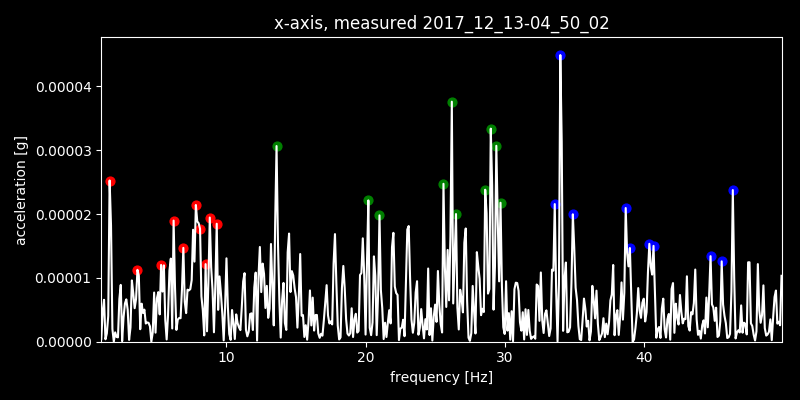 x-axis, measured 2017_12_13-04_50_02
0.00004
0.00003
0.00002
0.00001
0.00000
acceleration [g]
10 20 30 40
frequency [Hz]